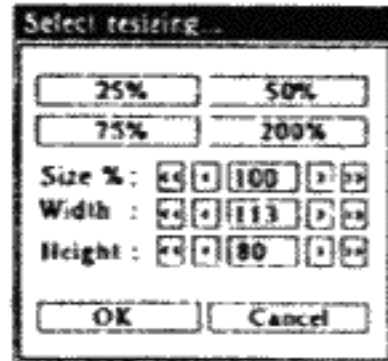 Select resizing...
25% 50%
75% 200%
Size % : << < 100 > >>
Width : << < 113 > >>
Height : << < 80 > >>
OK Cancel